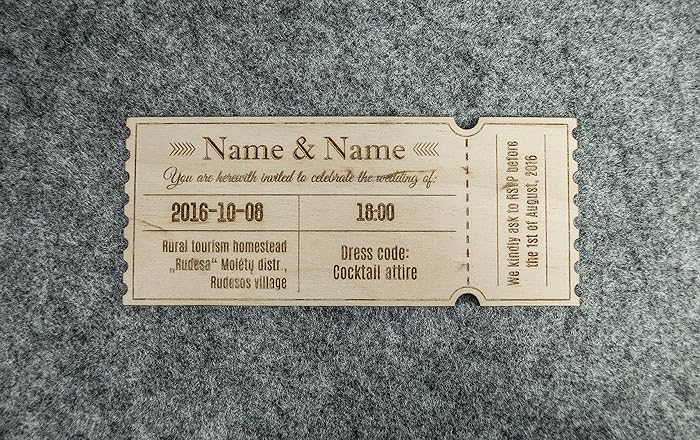 Name & Name
You are herewith invited to celebrate the wedding of:
2016-10-08
18:00
Rural tourism homestead
„Rudesa“ Molėtų distr.,
Rudesos village
Dress code:
Cocktail attire
We kindly ask to RSVP before
the 1st of August, 2016